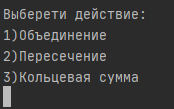 Выберети действие:
1)Объединение
2)Пересечение
3)Кольцевая сумма